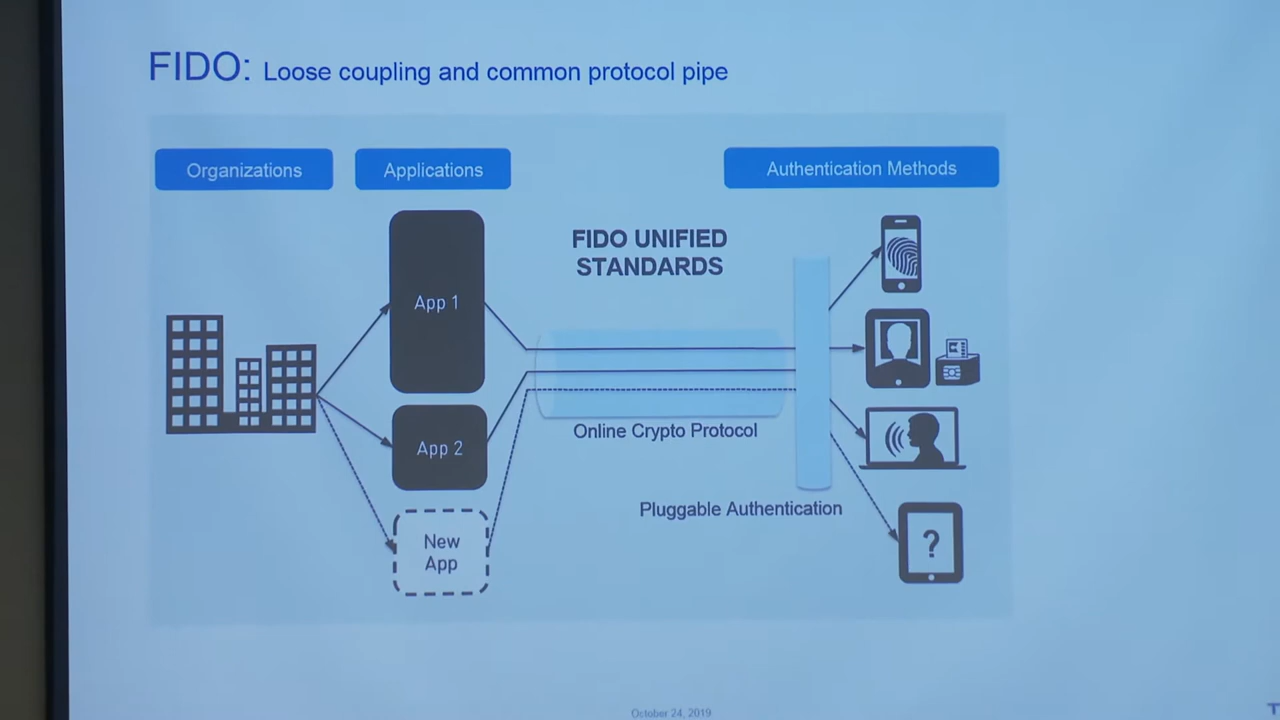 FIDO: Loose coupling and common protocol pipe
Organizations
Applications
Authentication Methods
FIDO UNIFIED
STANDARDS
App 1
App 2
New
App
Online Crypto Protocol
Pluggable Authentication
?
October 24, 2019
T